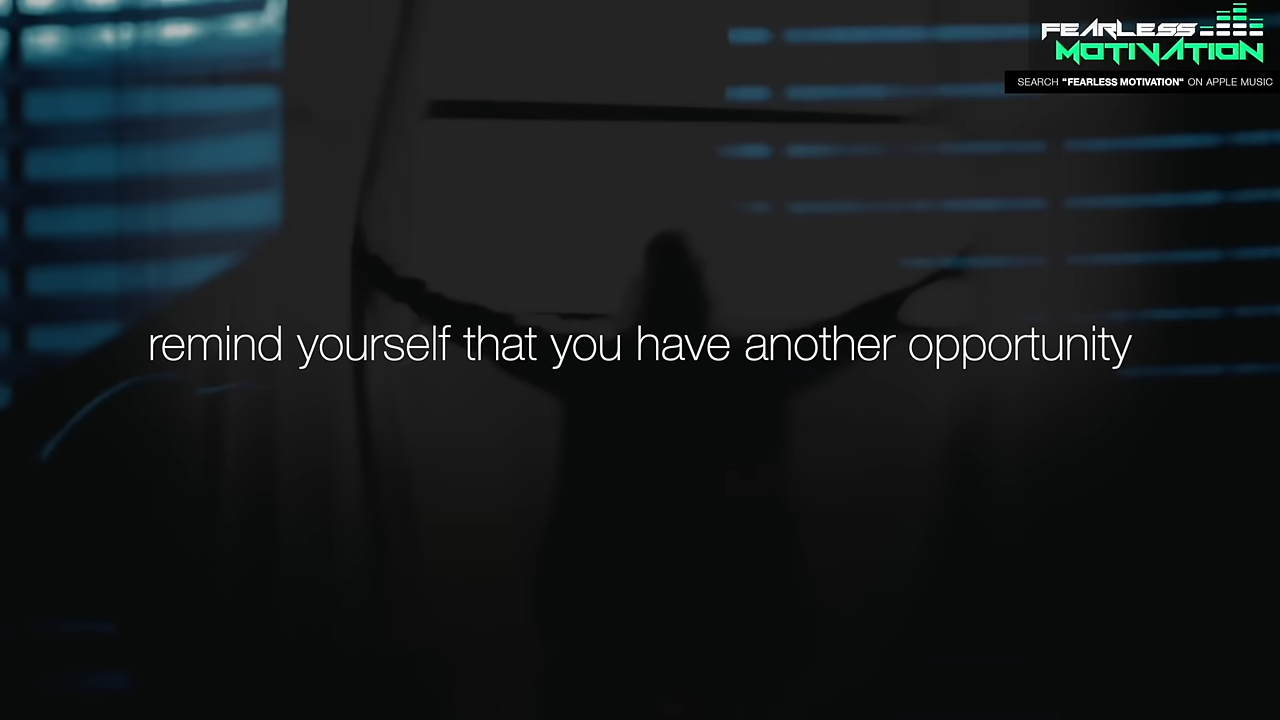 FEARLESS
MOTIVATION
SEARCH "FEARLESS MOTIVATION" ON APPLE MUSIC
remind yourself that you have another opportunity